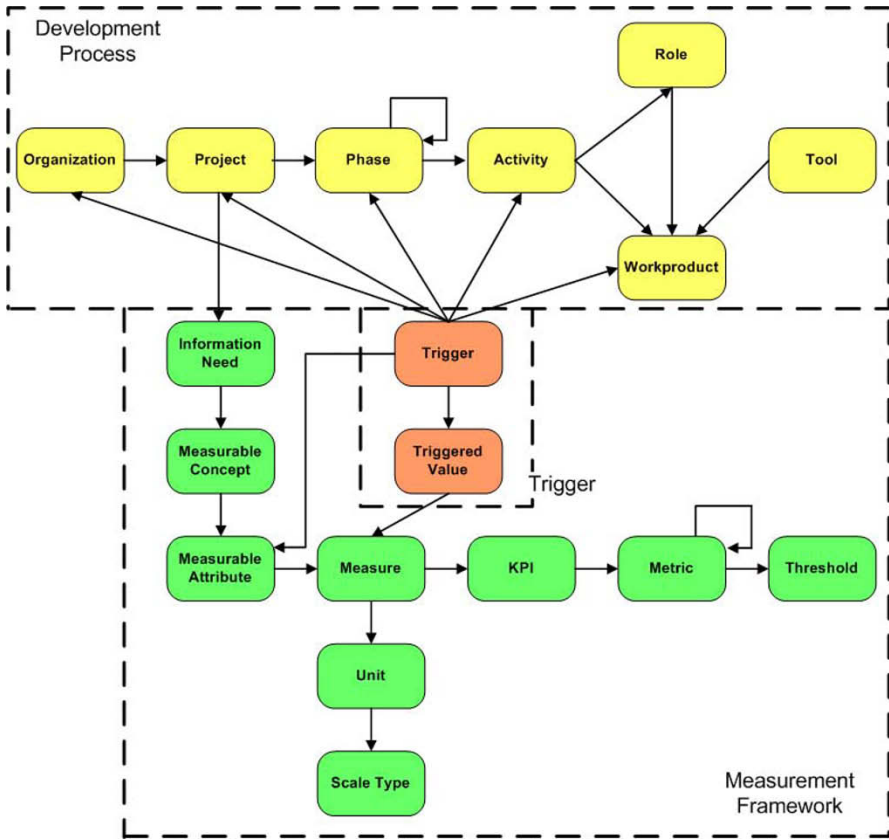 Development
Process
Role
Organization
Project
Phase
Activity
Tool
Workproduct
Information
Need
Trigger
Measurable
Concept
Triggered
Value
Trigger
Measurable
Attribute
Measure
KPI
Metric
Threshold
Unit
Scale Type
Measurement
Framework